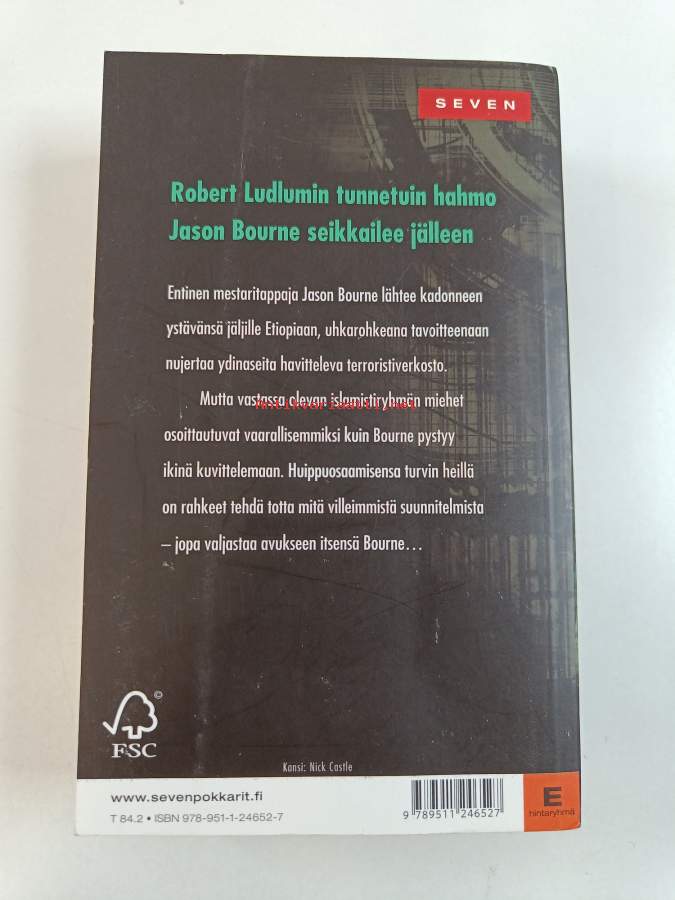 SEVEN
Robert Ludlumin tunnetuin hahmo
Jason Bourne seikkailee jälleen
Entinen mestaritappaja Jason Bourne lähtee kadonneen
ystävänsä jäljille Etiopiaan, uhkarohkeana tavoitteenaan
nujertaa ydinaseita havitteleva terroristiverkosto.
Mutta vastassa olevan islamistiryhmän miehet
Antikvariaatti.net
osoittautuvat vaarallisemmiksi kuin Bourne pystyy
ikinä kuvittelemaan. Huippuosaamisensa turvin heillä
on rahkeet tehdä totta mitä villeimmistä suunnitelmista
– jopa valjastaa avukseen itsensä Bourne...
©
FSC
Kansi: Nick Castle
www.sevenpokkarit.fi
T 84.2 • ISBN 978-951-1-24652-7
9 789511 246527
E
hintaryhmä